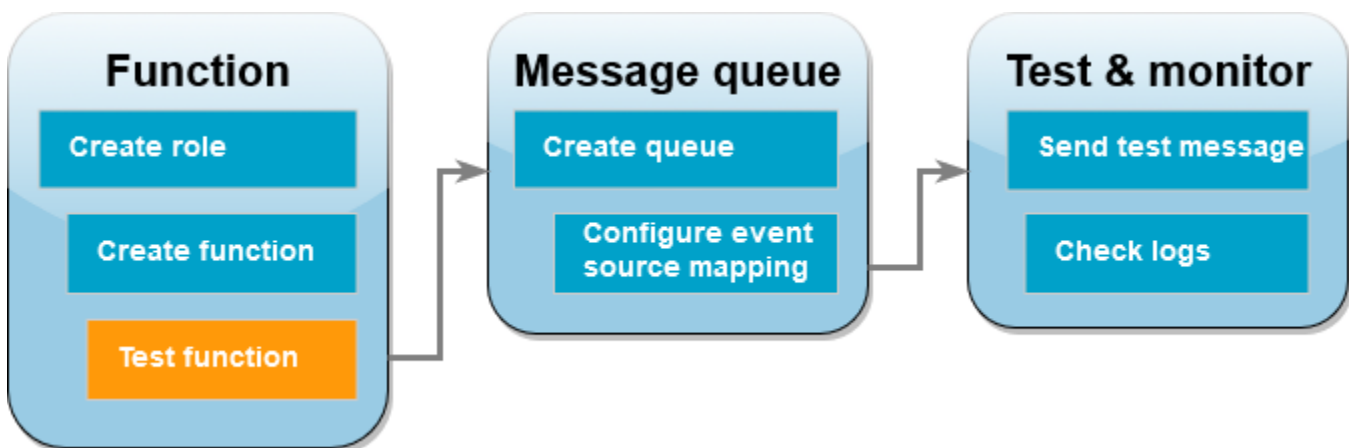 Function
Create role
Create function
Test function
Message queue
Create queue
Configure event
source mapping
Test & monitor
Send test message
Check logs